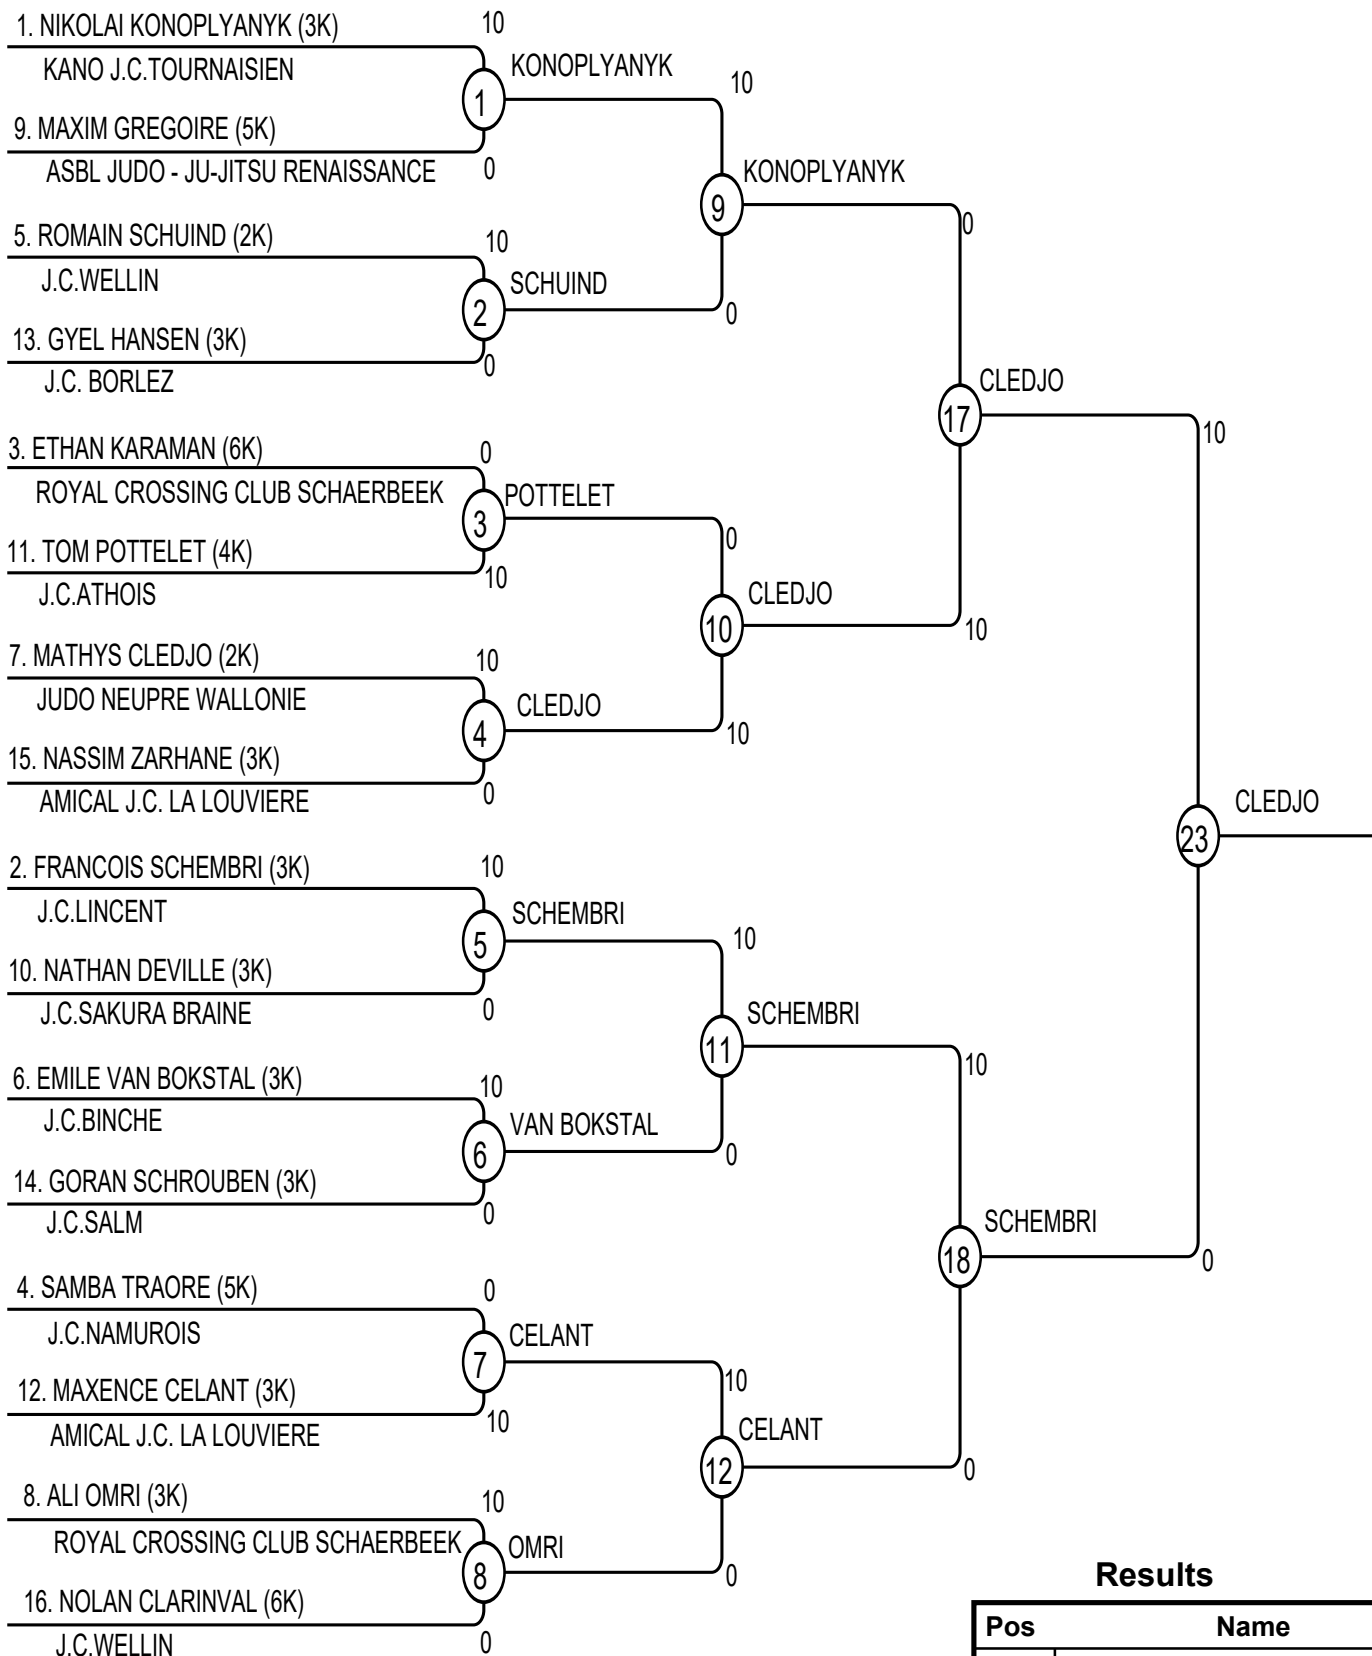 1. NIKOLAI KONOPLYANYK (3K)
10
KANO J.C.TOURNAISIEN
1
KONOPLYANYK
9. MAXIM GREGOIRE (5K)
ASBL JUDO - JU-JITSU RENAISSANCE
0
10
9
KONOPLYANYK
0
5. ROMAIN SCHUIND (2K)
10
J.C.WELLIN
2
SCHUIND
0
13. GYEL HANSEN (3K)
0
J.C. BORLEZ
17
CLEDJO
10
3. ETHAN KARAMAN (6K)
0
ROYAL CROSSING CLUB SCHAERBEEK
3
POTTELET
0
11. TOM POTTELET (4K)
10
J.C.ATHOIS
10
CLEDJO
10
7. MATHYS CLEDJO (2K)
10
JUDO NEUPRE WALLONIE
4
CLEDJO
10
15. NASSIM ZARHANE (3K)
AMICAL J.C. LA LOUVIERE
0
23
CLEDJO
2. FRANCOIS SCHEMBRI (3K)
10
J.C.LINCENT
5
SCHEMBRI
10
10. NATHAN DEVILLE (3K)
J.C.SAKURA BRAINE
0
11
SCHEMBRI
10
6. EMILE VAN BOKSTAL (3K)
10
J.C.BINCHE
6
VAN BOKSTAL
0
14. GORAN SCHROUBEN (3K)
J.C.SALM
0
18
SCHEMBRI
0
4. SAMBA TRAORE (5K)
0
J.C.NAMUROIS
7
CELANT
10
12. MAXENCE CELANT (3K)
10
AMICAL J.C. LA LOUVIERE
12
CELANT
0
8. ALI OMRI (3K)
10
ROYAL CROSSING CLUB SCHAERBEEK
8
OMRI
0
16. NOLAN CLARINVAL (6K)
J.C.WELLIN
0
Results
Pos Name